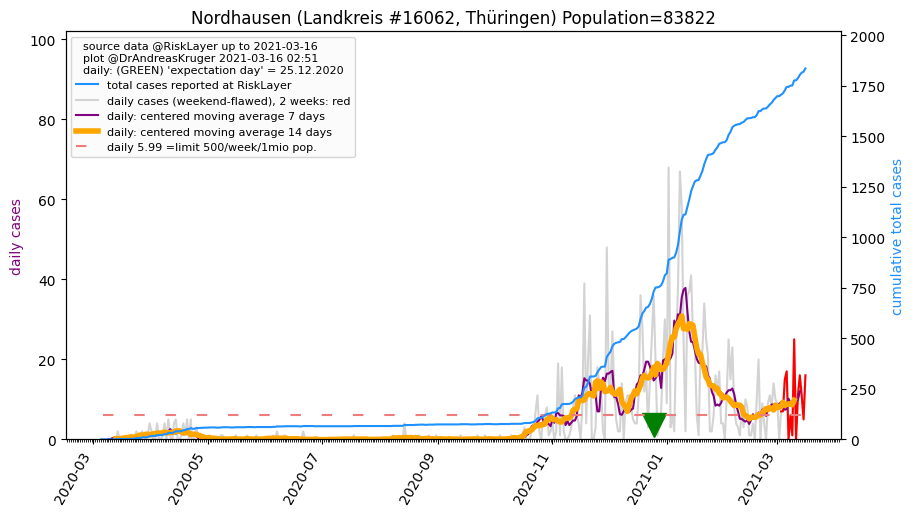 Nordhausen (Landkreis #16062, Thüringen) Population=83822
source data @RiskLayer up to 2021-03-16
plot @DrAndreasKruger 2021-03-16 02:51
daily: (GREEN) 'expectation day' = 25.12.2020
total cases reported at RiskLayer
daily cases (weekend-flawed), 2 weeks: red
daily: centered moving average 7 days
daily: centered moving average 14 days
daily 5.99 =limit 500/week/1mio pop.
daily cases
100
80
60
40
20
0
cumulative total cases
2000
1750
1500
1250
1000
750
500
250
0
2020-03
2020-05
2020-07
2020-09
2020-11
2021-01
2021-03